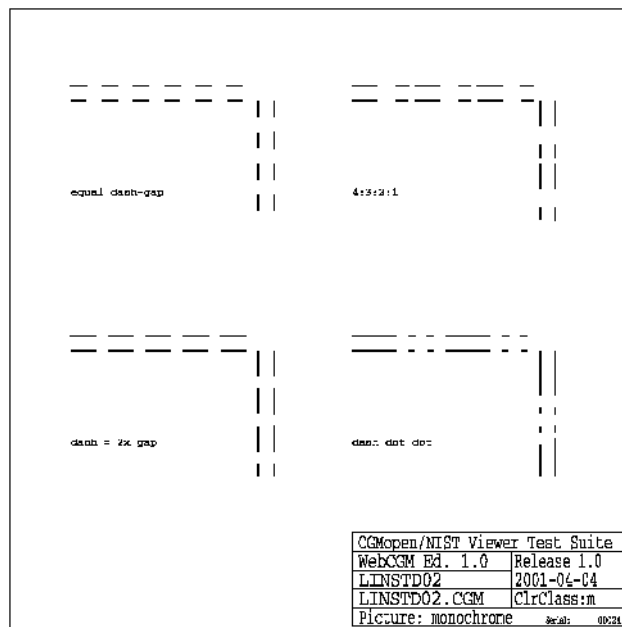 equal dash-gap
4:3:2:1
dash = 2x gap
dash dot dot
CGMopen/NIST Viewer Test Suite
WebCGM Ed. 1.0 Release 1.0
LINSTD02 2001-04-04
LINSTD02.CGM ClrClass:m
Picture: monochrome